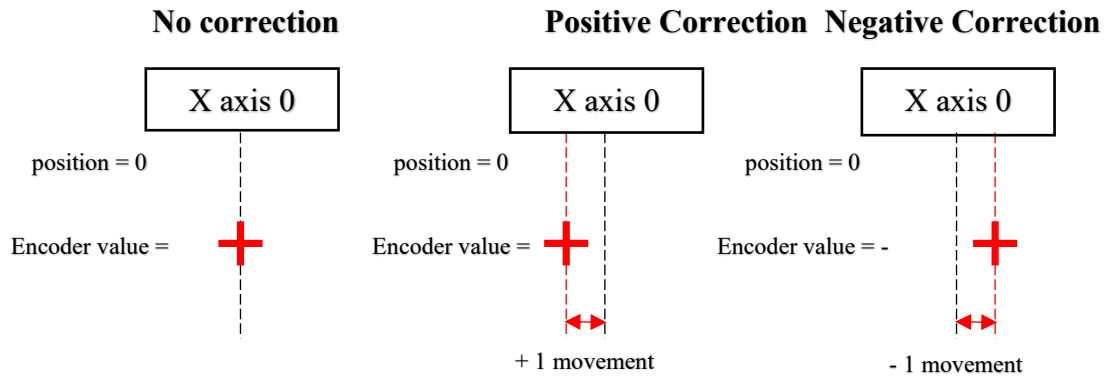 No correction
Positive Correction
Negative Correction
X axis 0
X axis 0
X axis 0
position = 0
position = 0
position = 0
Encoder value =
Encoder value =
Encoder value = -
+ 1 movement
- 1 movement